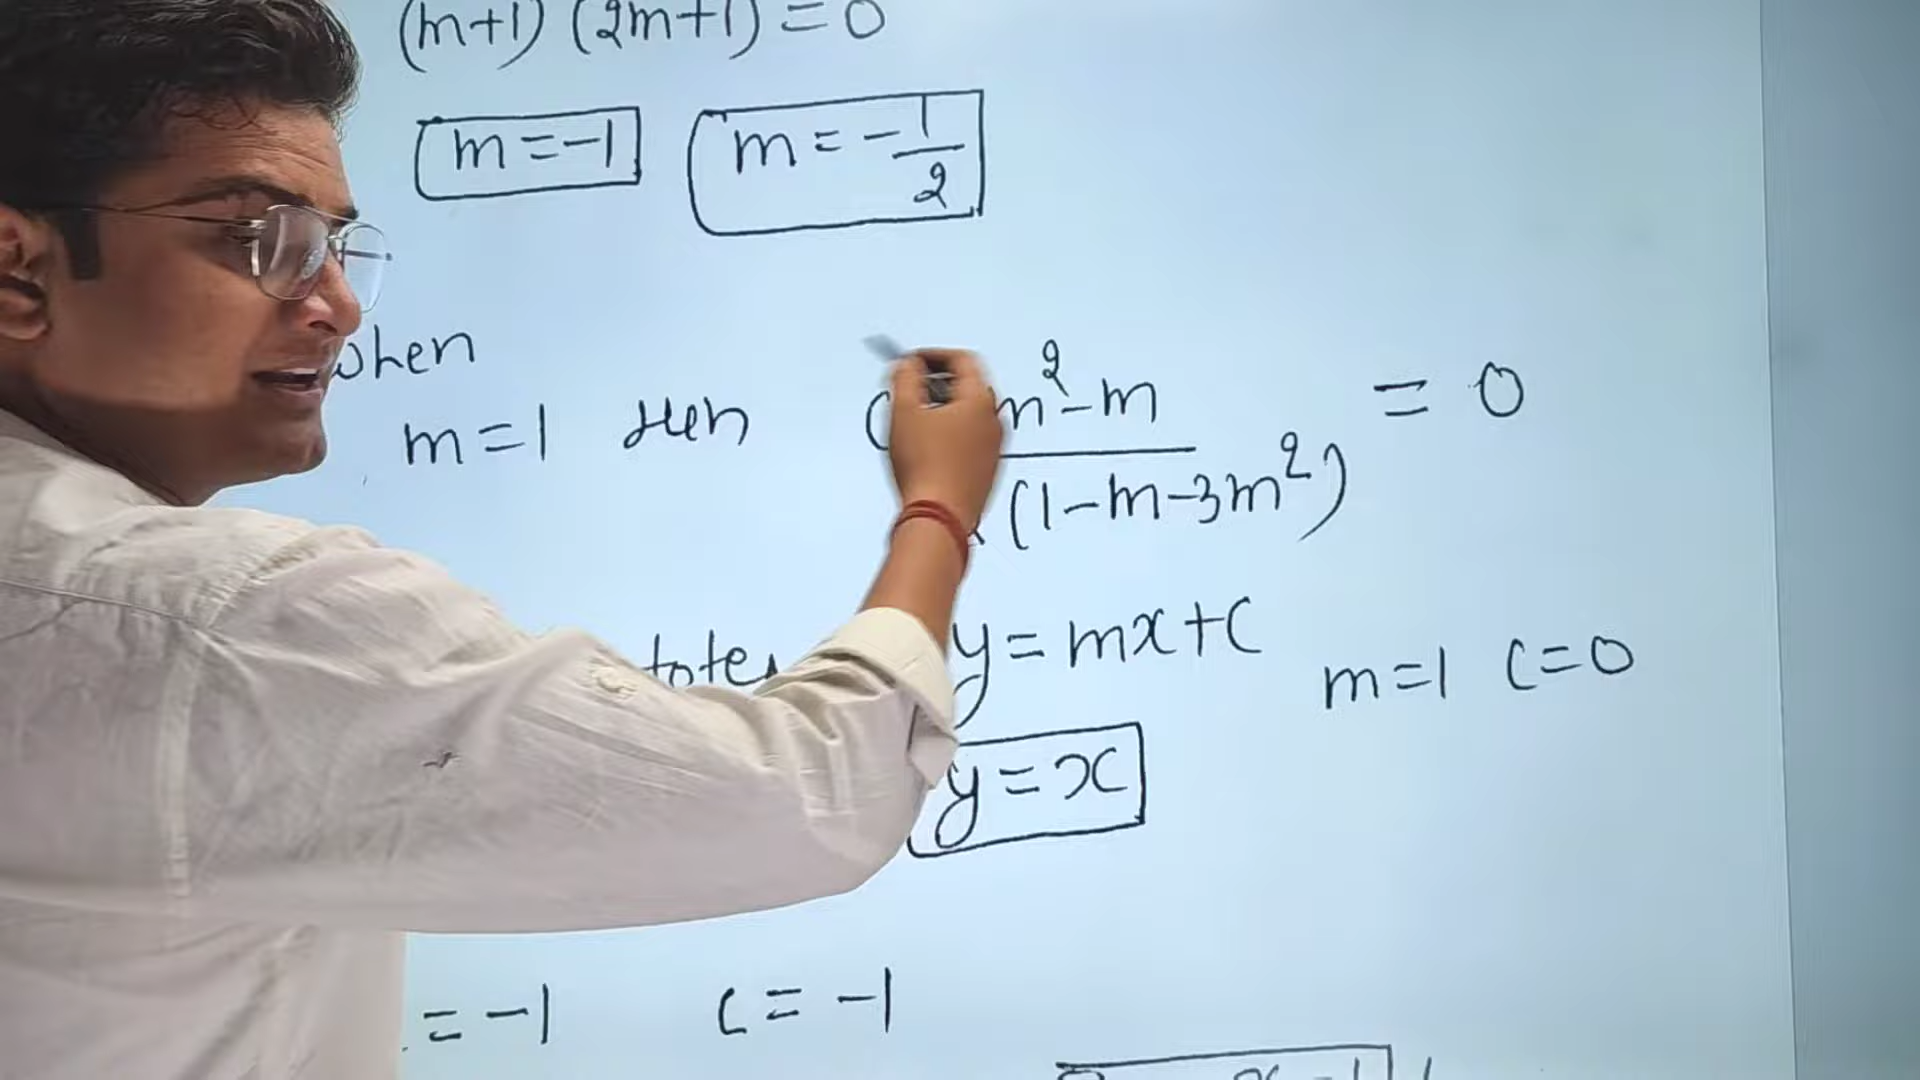 (m+1) (2m+1) = 0
m = -1 m = -1/2
when
m = 1 then m² - m = 0
(1 - m - 3m²)
y = mx + c m = 1 c = 0
y = x
= -1 c = -1